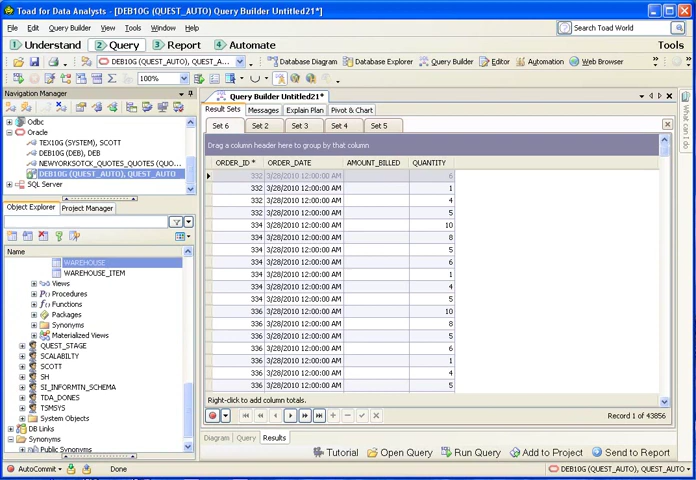 Toad for Data Analysts - [DEB10G (QUEST_AUTO) Query Builder Untitled21*]
File Edit Query Builder View Tools Window Help
Search Toad World
1 Understand 2 Query 3 Report 4 Automate Tools
DEB10G (QUEST_AUTO), QUEST_A... Database Diagram Database Explorer Query Builder Editor Automation Web Browser
100%
Navigation Manager
Odbc
Oracle
TEX10G (SYSTEM), SCOTT
DEB10G (DEB), DEB
NEWYORKSOTCK_QUOTES_QUOTES (QUO...
DEB10G (QUEST_AUTO), QUEST_AUTO
SQL Server
Object Explorer Project Manager
Name
WAREHOUSE
WAREHOUSE_ITEM
Views
Procedures
Functions
Packages
Synonyms
Materialized Views
QUEST_STAGE
SCALABILTY
SCOTT
SH
SI_INFORMTN_SCHEMA
TDA_DONES
TSMSYS
System Objects
DB Links
Synonyms
Public Synonyms
Query Builder Untitled21*
Result Sets Messages Explain Plan Pivot & Chart
Set 6 Set 2 Set 3 Set 4 Set 5
Drag a column header here to group by that column
ORDER_ID * ORDER_DATE AMOUNT_BILLED QUANTITY
332 3/28/2010 12:00:00 AM 6
332 3/28/2010 12:00:00 AM 1
332 3/28/2010 12:00:00 AM 4
332 3/28/2010 12:00:00 AM 5
334 3/28/2010 12:00:00 AM 10
334 3/28/2010 12:00:00 AM 8
334 3/28/2010 12:00:00 AM 5
334 3/28/2010 12:00:00 AM 6
334 3/28/2010 12:00:00 AM 1
334 3/28/2010 12:00:00 AM 4
334 3/28/2010 12:00:00 AM 5
336 3/28/2010 12:00:00 AM 10
336 3/28/2010 12:00:00 AM 8
336 3/28/2010 12:00:00 AM 5
336 3/28/2010 12:00:00 AM 6
336 3/28/2010 12:00:00 AM 1
336 3/28/2010 12:00:00 AM 4
336 3/28/2010 12:00:00 AM 5
Right-click to add column totals.
Record 1 of 43856
Diagram Query Results
Tutorial Open Query Run Query Add to Project Send to Report
What can I do
AutoCommit Done DEB10G (QUEST_AUTO), QUEST_AUTO